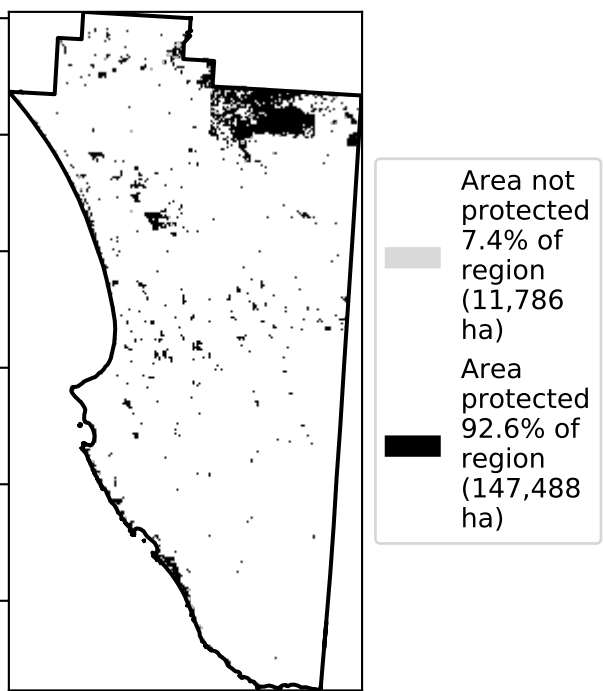 Area not
protected
7.4% of
region
(11,786
ha)
Area
protected
92.6% of
region
(147,488
ha)